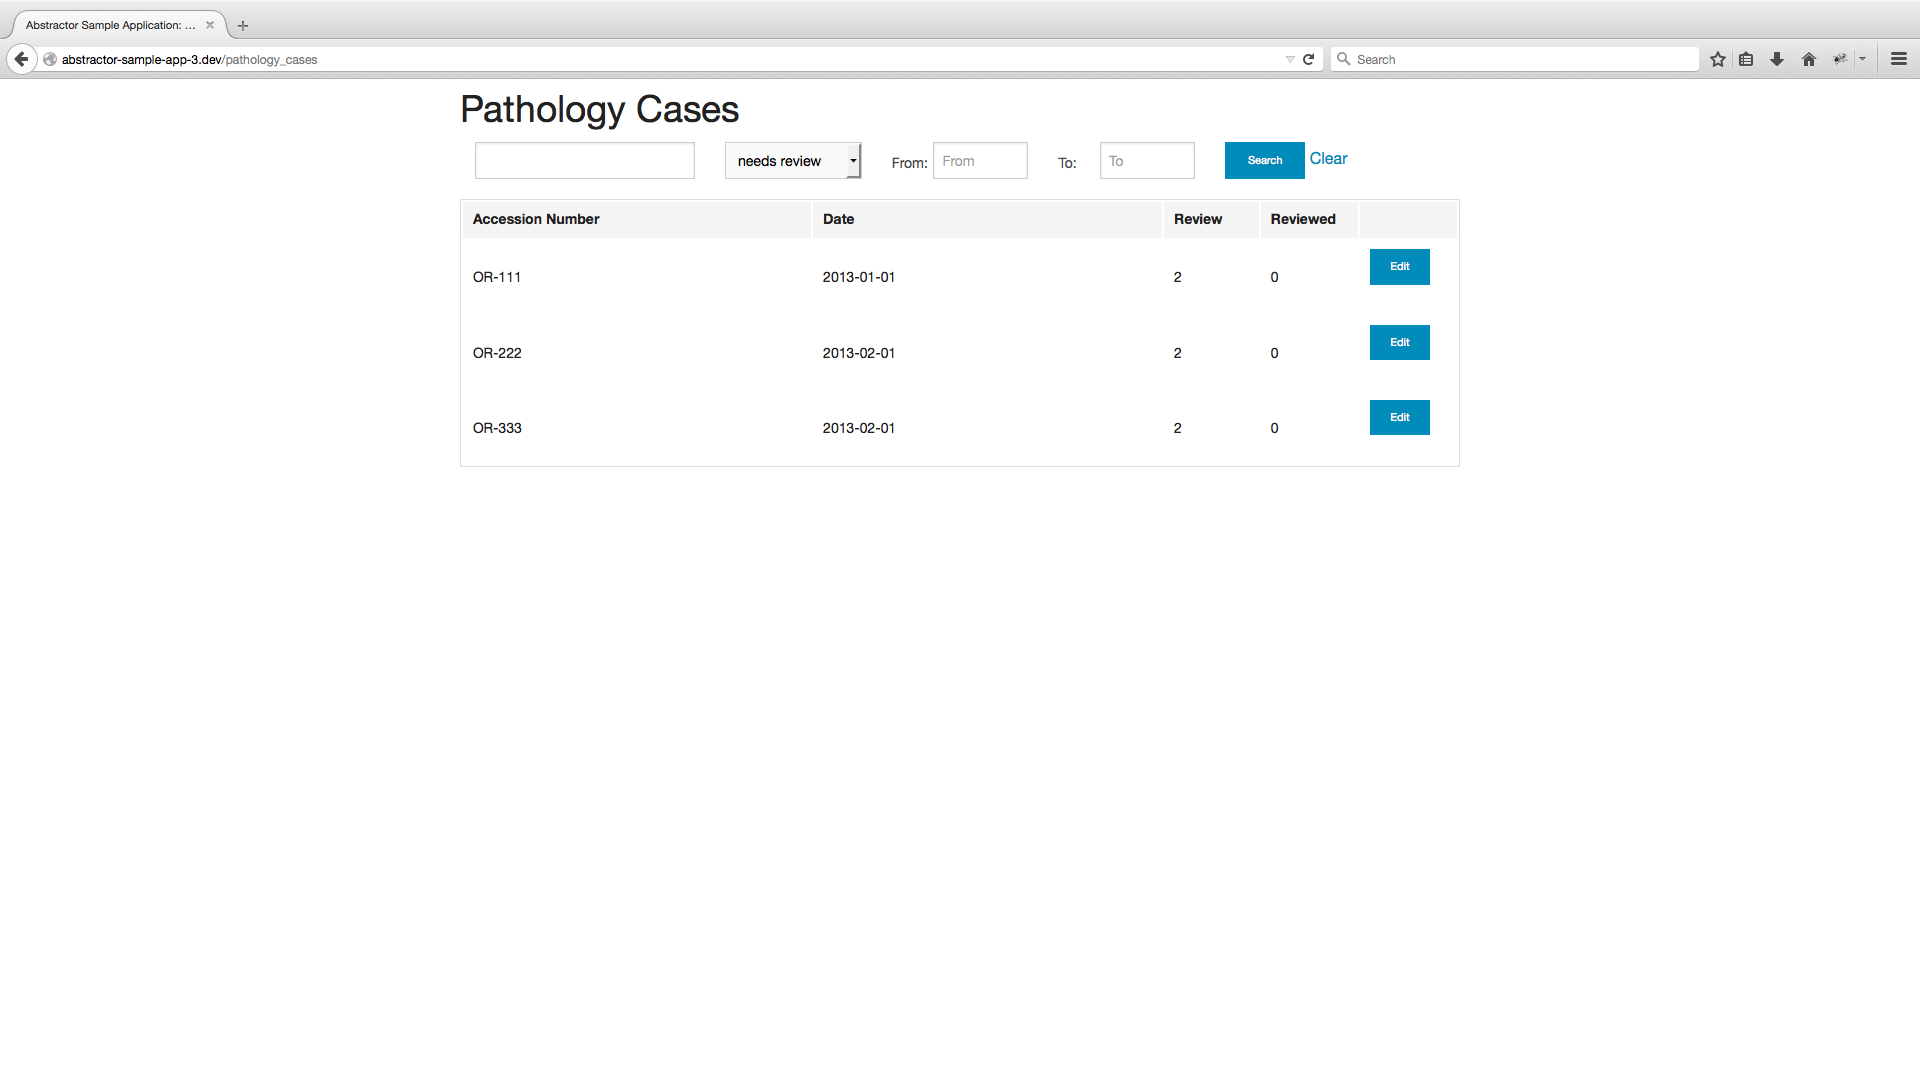 Abstractor Sample Application: ...
abstractor-sample-app-3.dev/pathology_cases
Search
Pathology Cases
needs review From: From To: To Search Clear
Accession Number Date Review Reviewed
OR-111 2013-01-01 2 0 Edit
OR-222 2013-02-01 2 0 Edit
OR-333 2013-02-01 2 0 Edit